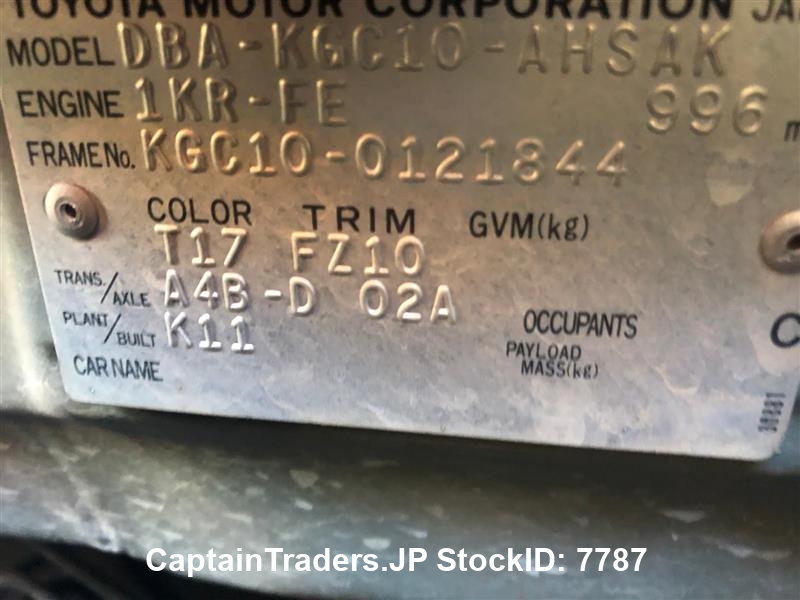 TOYOTA MOTOR CORPORATION JA
MODEL DBA-KGC10-AHSAK
ENGINE 1KR-FE 996 m
FRAME No. KGC10-0121844
COLOR TRIM GVM(kg)
T17 FZ10
TRANS./AXLE A4B-D 02A
PLANT/BUILT K11
OCCUPANTS C
PAYLOAD
MASS(kg)
CAR NAME
CaptainTraders.JP StockID: 7787